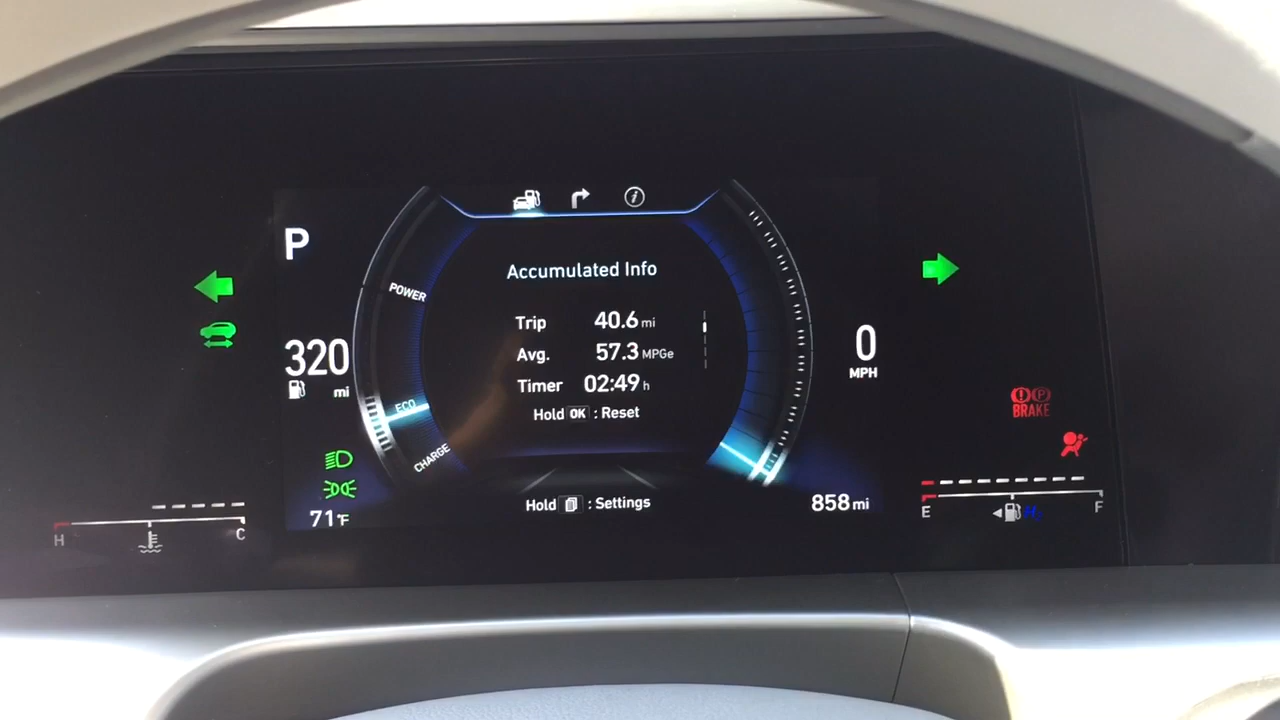 P
Accumulated Info
POWER
Trip 40.6 mi
320
mi
Avg. 57.3 MPGe
0
MPH
Timer 02:49 h
ECO
Hold OK : Reset
BRAKE
CHARGE
Hold : Settings
858 mi
71°F
H C
E F
H₂